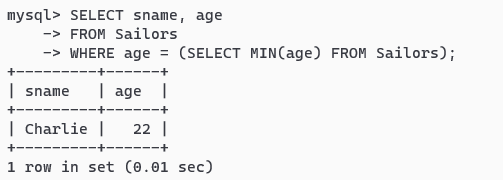 mysql> SELECT sname, age
    -> FROM Sailors
    -> WHERE age = (SELECT MIN(age) FROM Sailors);
+---------+------+
| sname   | age  |
+---------+------+
| Charlie |   22 |
+---------+------+
1 row in set (0.01 sec)